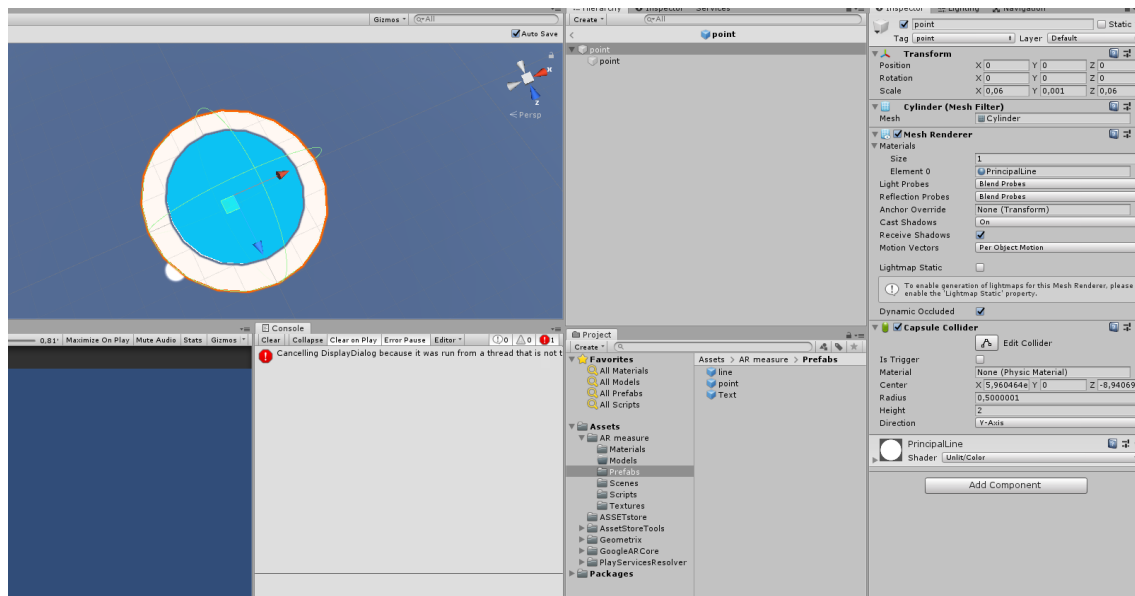 Gizmos
All
Auto Save
X
Z
Persp
Hierarchy
Inspector
Services
Create
All
point
point
point
Inspector
Lighting
Navigation
point
Static
Tag
point
Layer
Default
Transform
Position
X 0
Y 0
Z 0
Rotation
X 0
Y 0
Z 0
Scale
X 0,06
Y 0,001
Z 0,06
Cylinder (Mesh Filter)
Mesh
Cylinder
Mesh Renderer
Materials
Size
1
Element 0
PrincipalLine
Light Probes
Blend Probes
Reflection Probes
Blend Probes
Anchor Override
None (Transform)
Cast Shadows
On
Receive Shadows
Motion Vectors
Per Object Motion
Lightmap Static
To enable generation of lightmaps for this Mesh Renderer, please
enable the 'Lightmap Static' property.
Dynamic Occluded
Capsule Collider
Edit Collider
Is Trigger
Material
None (Physic Material)
Center
X 5,960464e
Y 0
Z -8,94069
Radius
0,5000001
Height
2
Direction
Y-Axis
PrincipalLine
Shader
Unlit/Color
Add Component
0,81
Maximize On Play
Mute Audio
Stats
Gizmos
Console
Clear
Collapse
Clear on Play
Error Pause
Editor
0
0
1
Cancelling DisplayDialog because it was run from a thread that is not t
Project
Create
Favorites
All Materials
All Models
All Prefabs
All Scripts
Assets
AR measure
Materials
Models
Prefabs
Scenes
Scripts
Textures
ASSETstore
AssetStoreTools
Geometrix
GoogleARCore
PlayServicesResolver
Packages
Assets > AR measure > Prefabs
line
point
Text